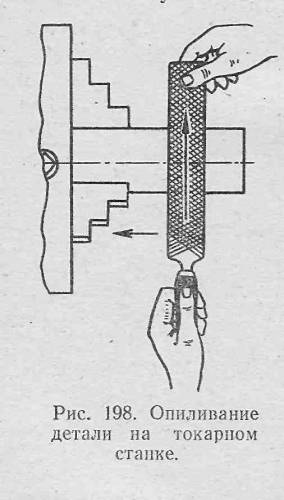 Рис. 198. Опиливание
детали на токарном
станке.